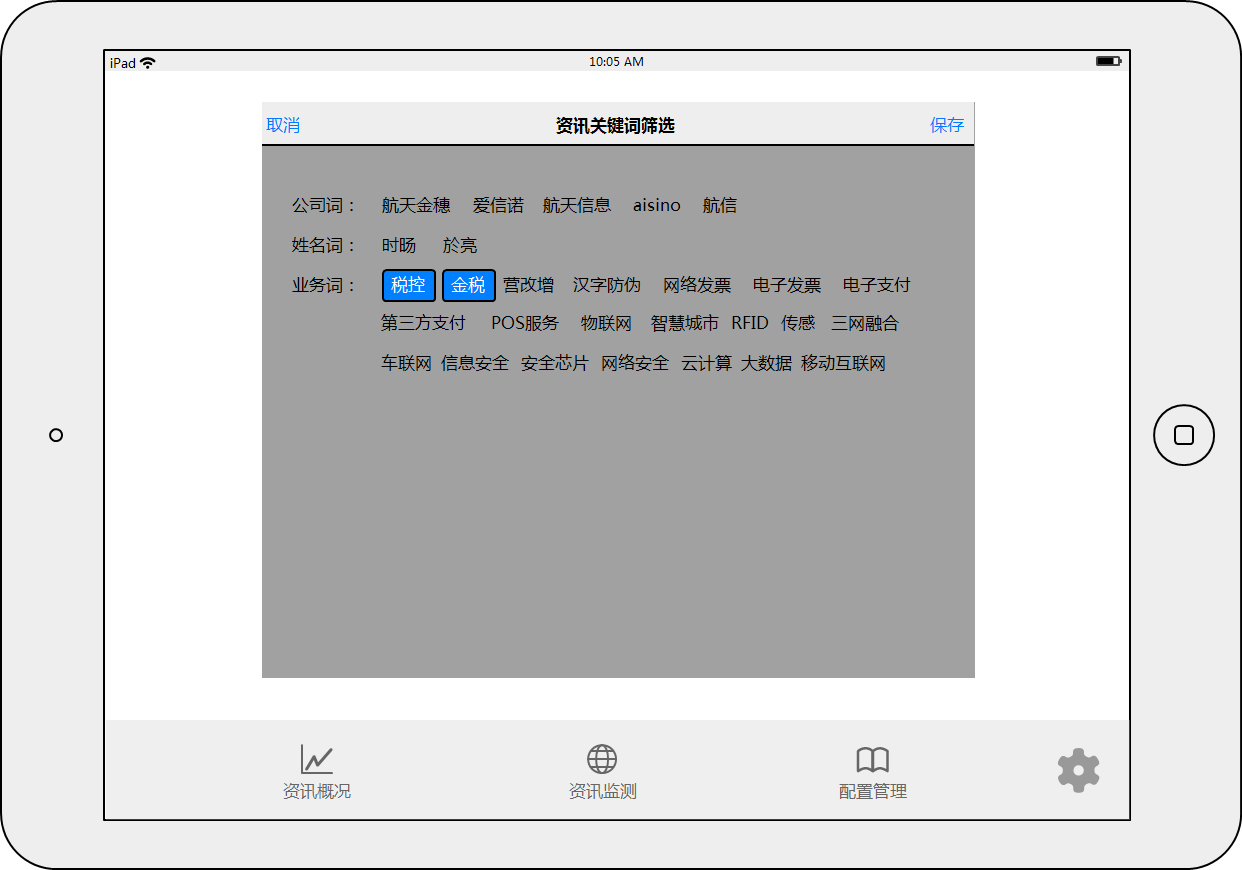 iPad 10:05 AM
取消 资讯关键词筛选 保存
公司词： 航天金穗 爱信诺 航天信息 aisino 航信
姓名词： 时旸 於亮
业务词： 税控 金税 营改增 汉字防伪 网络发票 电子发票 电子支付
第三方支付 POS服务 物联网 智慧城市 RFID 传感 三网融合
车联网 信息安全 安全芯片 网络安全 云计算 大数据 移动互联网
资讯概况 资讯监测 配置管理